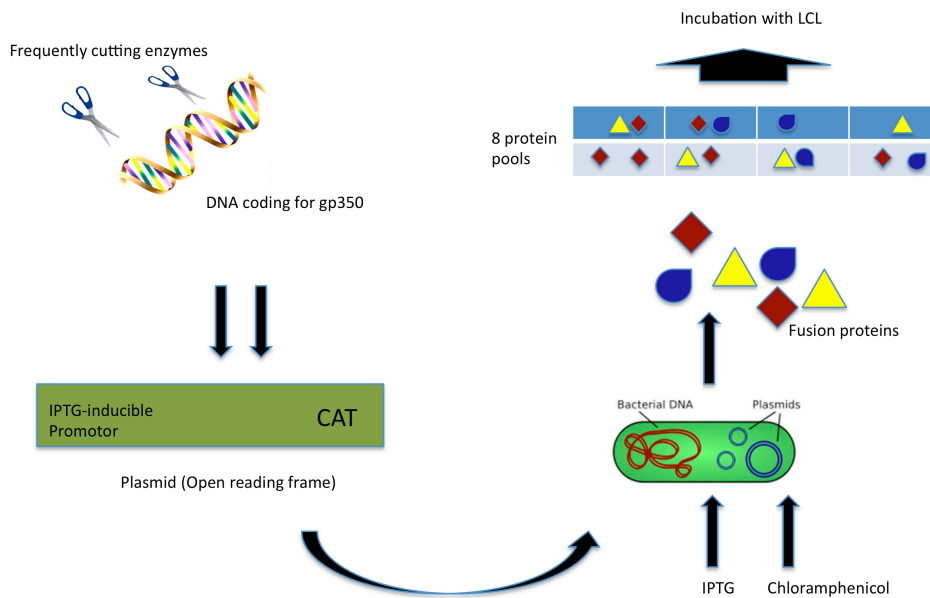 Frequently cutting enzymes
DNA coding for gp350
IPTG-inducible
Promotor
CAT
Plasmid (Open reading frame)
Incubation with LCL
8 protein
pools
Fusion proteins
Bacterial DNA
Plasmids
IPTG
Chloramphenicol